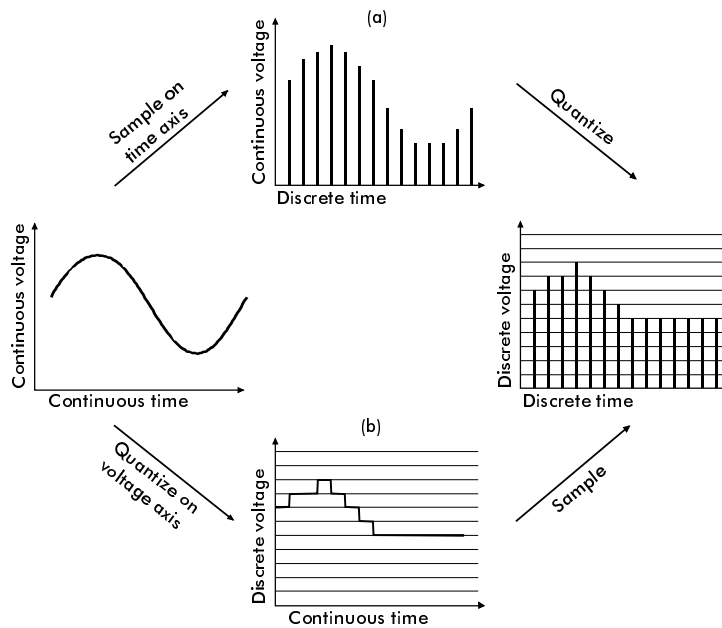 (a)
Continuous voltage
Discrete time
Sample on
time axis
Quantize
Continuous voltage
Continuous time
Discrete voltage
Discrete time
Quantize on
voltage axis
(b)
Discrete voltage
Continuous time
Sample